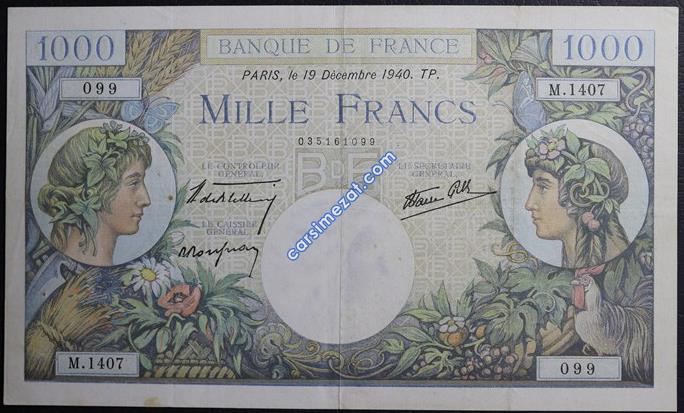 1000
BANQUE DE FRANCE
1000
PARIS, le 19 Décembre 1940. TP.
099
M.1407
MILLE FRANCS
035161099
LE CONTROLEUR
GÉNÉRAL,
LE SECRÉTAIRE
GÉNÉRAL,
LE CAISSIER
GÉNÉRAL,
carsimezat.com
M.1407
099